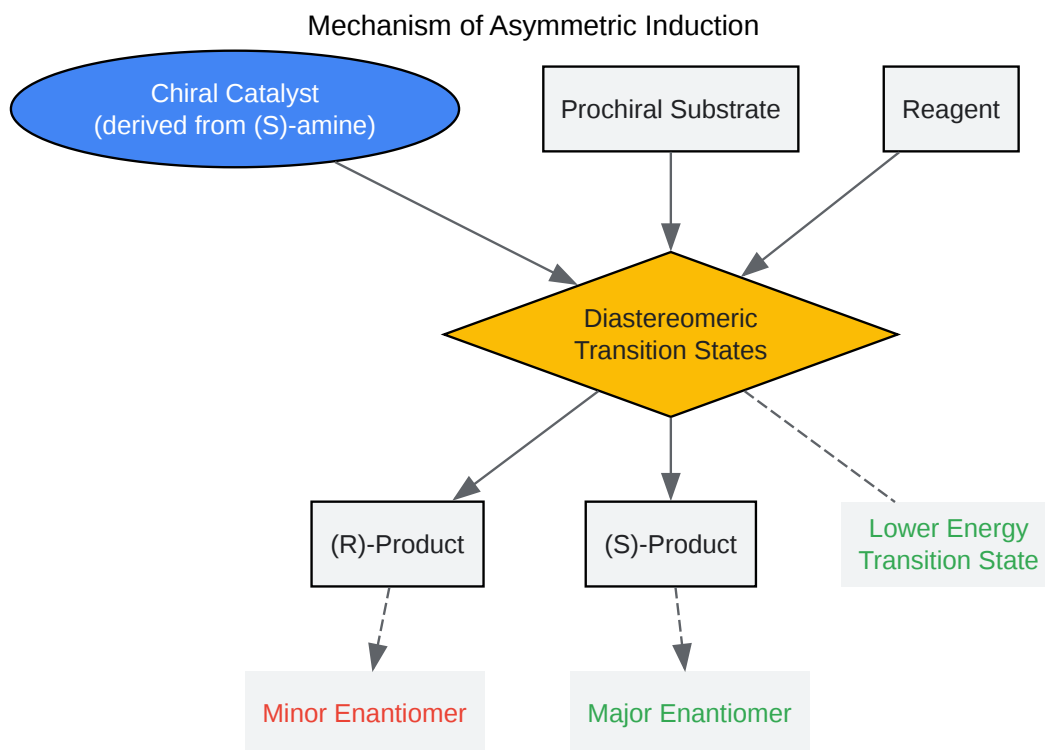 Mechanism of Asymmetric Induction
Chiral Catalyst
(derived from (S)-amine)
Prochiral Substrate
Reagent
Diastereomeric
Transition States
(R)-Product
(S)-Product
Lower Energy
Transition State
Minor Enantiomer
Major Enantiomer